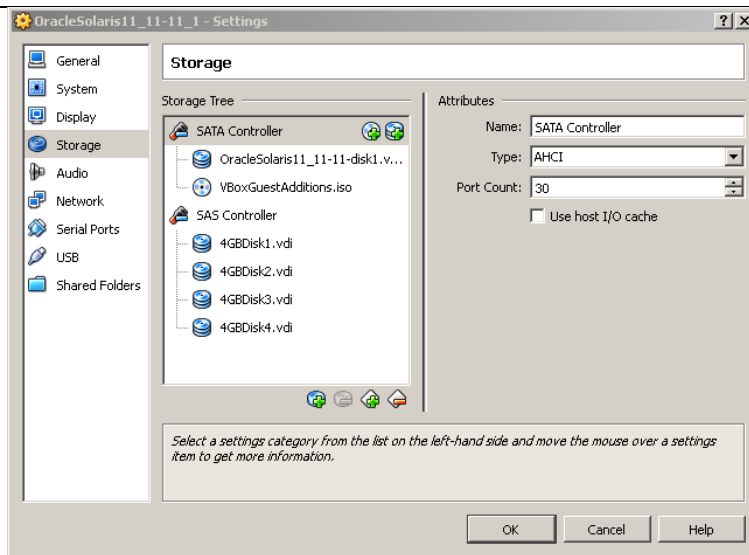 OracleSolaris11_11-11_1 - Settings
General
System
Display
Storage
Audio
Network
Serial Ports
USB
Shared Folders
Storage
Storage Tree
SATA Controller
OracleSolaris11_11-11-disk1.v...
VBoxGuestAdditions.iso
SAS Controller
4GBDisk1.vdi
4GBDisk2.vdi
4GBDisk3.vdi
4GBDisk4.vdi
Attributes
Name: SATA Controller
Type: AHCI
Port Count: 30
Use host I/O cache
Select a settings category from the list on the left-hand side and move the mouse over a settings
item to get more information.
OK Cancel Help